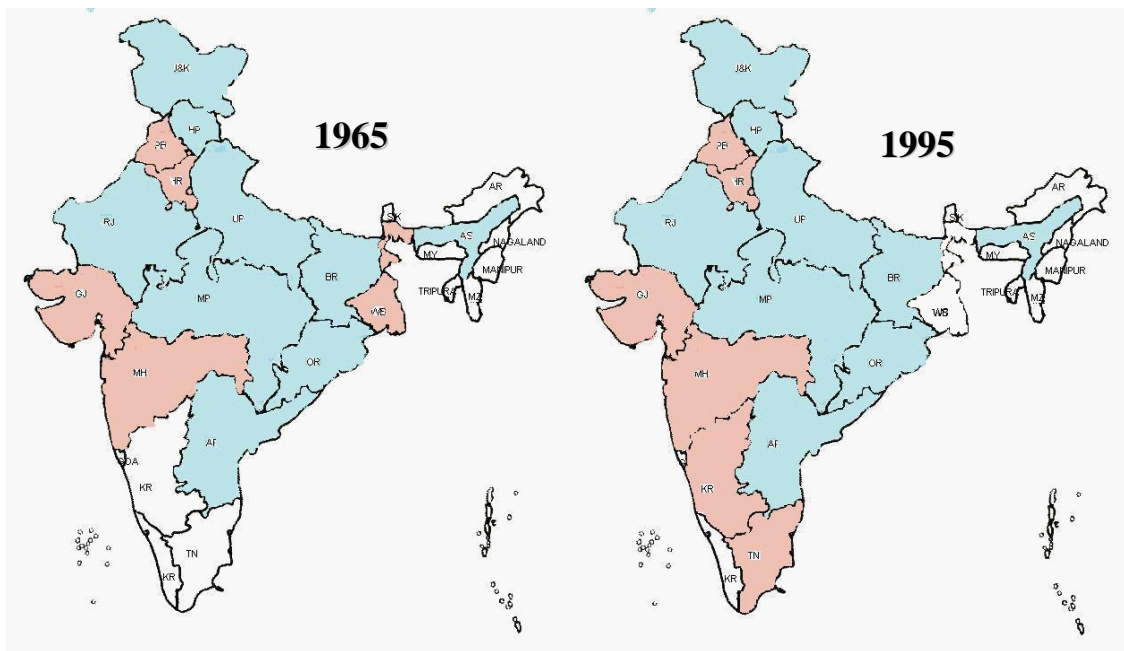 J&K
HP
1965
PB
HR
AR
SK
RJ
UP
AS
NAGALAND
MY
BR
MANIPUR
GJ
MP
TRIPURA
MZ
WB
OR
MH
AP
GOA
KR
TN
KR
J&K
HP
1995
PB
HR
AR
SK
RJ
UP
AS
NAGALAND
MY
BR
MANIPUR
GJ
MP
TRIPURA
MZ
WB
OR
MH
AP
KR
TN
KR